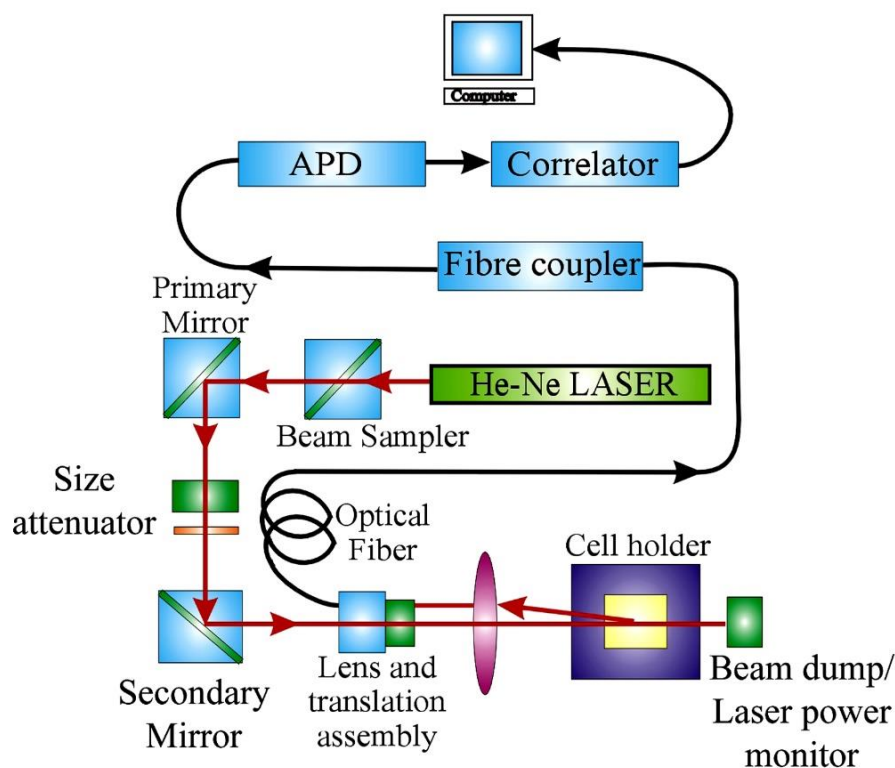 Computer
APD
Correlator
Fibre coupler
Primary
Mirror
He-Ne LASER
Beam Sampler
Size
attenuator
Optical
Fiber
Cell holder
Lens and
translation
assembly
Secondary
Mirror
Beam dump/
Laser power
monitor